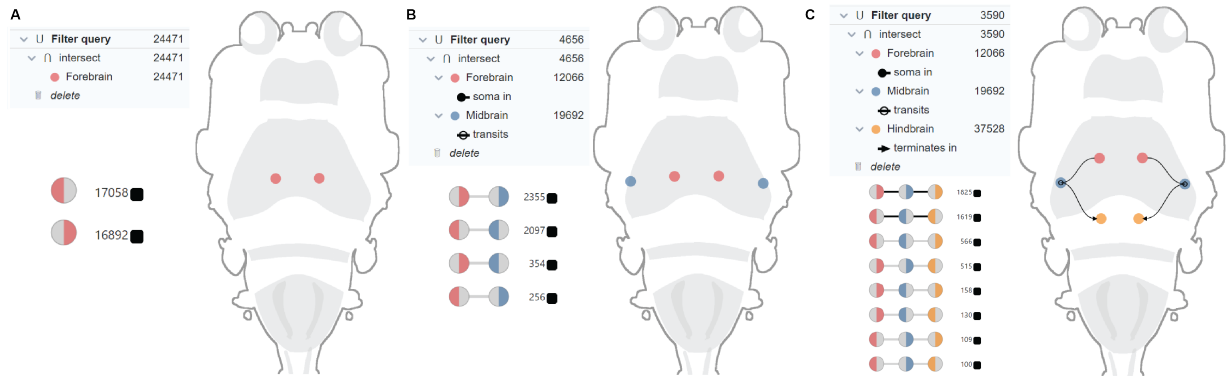 A
∪ Filter query 24471
∩ intersect 24471
Forebrain 24471
delete
17058
16892
B
∪ Filter query 4656
∩ intersect 4656
Forebrain 12066
soma in
Midbrain 19692
transits
delete
2355
2097
354
256
C
∪ Filter query 3590
∩ intersect 3590
Forebrain 12066
soma in
Midbrain 19692
transits
Hindbrain 37528
terminates in
delete
1825
1619
566
515
158
130
109
100